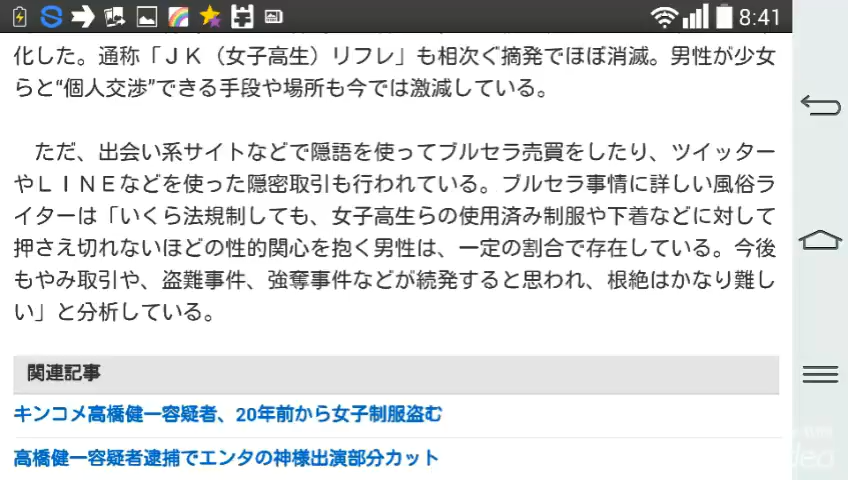 8:41
化した。通称「ＪＫ（女子高生）リフレ」も相次ぐ摘発でほぼ消滅。男性が少女
らと“個人交渉”できる手段や場所も今では激減している。
ただ、出会い系サイトなどで隠語を使ってブルセラ売買をしたり、ツイッター
やＬＩＮＥなどを使った隠密取引も行われている。ブルセラ事情に詳しい風俗ラ
イターは「いくら法規制しても、女子高生らの使用済み制服や下着などに対して
押さえ切れないほどの性的関心を抱く男性は、一定の割合で存在している。今後
もやみ取引や、盗難事件、強奪事件などが続発すると思われ、根絶はかなり難し
い」と分析している。
関連記事
キンコメ高橋健一容疑者、20年前から女子制服盗む
高橋健一容疑者逮捕でエンタの神様出演部分カット